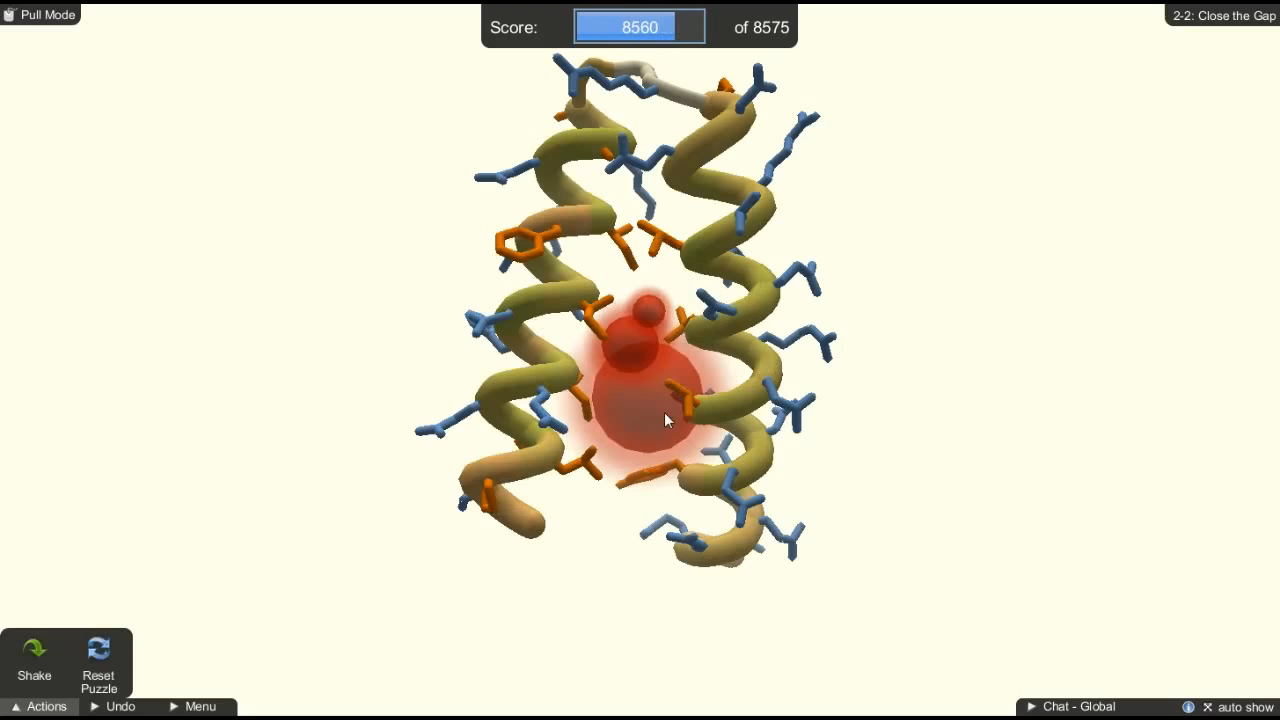 Pull Mode
Score: 8560 of 8575
2-2: Close the Gap
Shake
Reset
Puzzle
Actions
Undo
Menu
Chat - Global
auto show